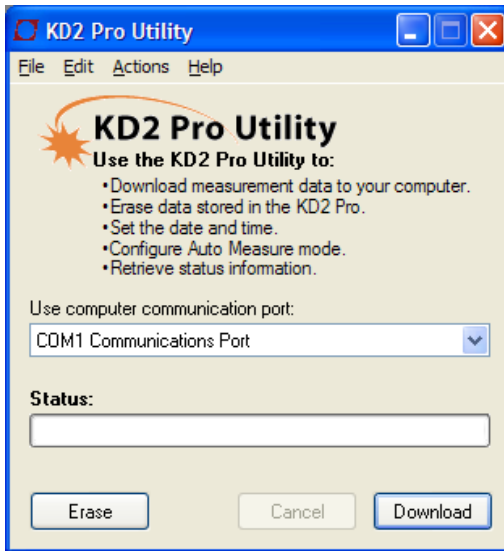 KD2 Pro Utility
File Edit Actions Help
KD2 Pro Utility
Use the KD2 Pro Utility to:
•Download measurement data to your computer.
•Erase data stored in the KD2 Pro.
•Set the date and time.
•Configure Auto Measure mode.
•Retrieve status information.
Use computer communication port:
COM1 Communications Port
Status:
Erase Cancel Download